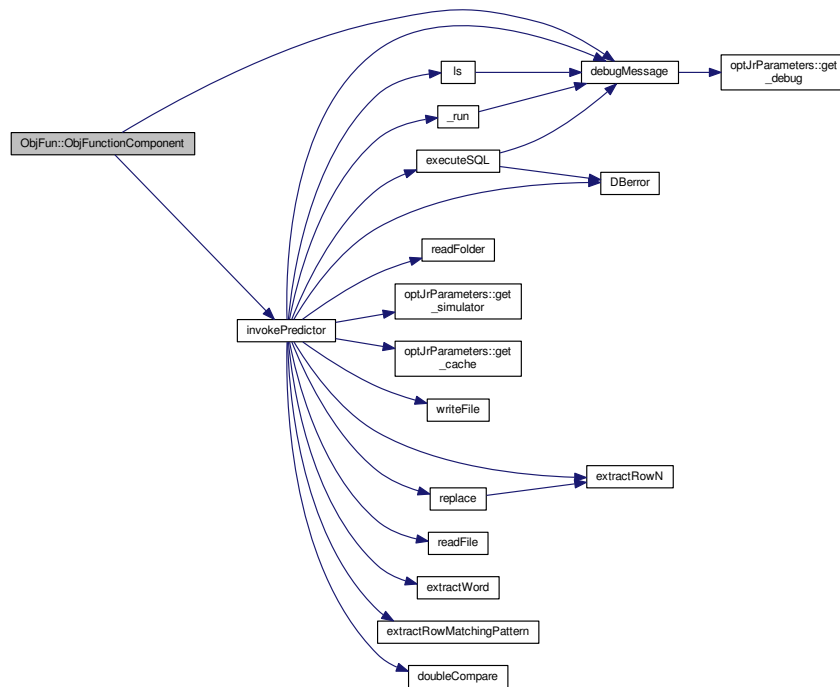 ls
debugMessage
optJrParameters::get
_debug
_run
ObjFun::ObjFunctionComponent
executeSQL
DBerror
readFolder
optJrParameters::get
_simulator
invokePredictor
optJrParameters::get
_cache
writeFile
extractRowN
replace
readFile
extractWord
extractRowMatchingPattern
doubleCompare